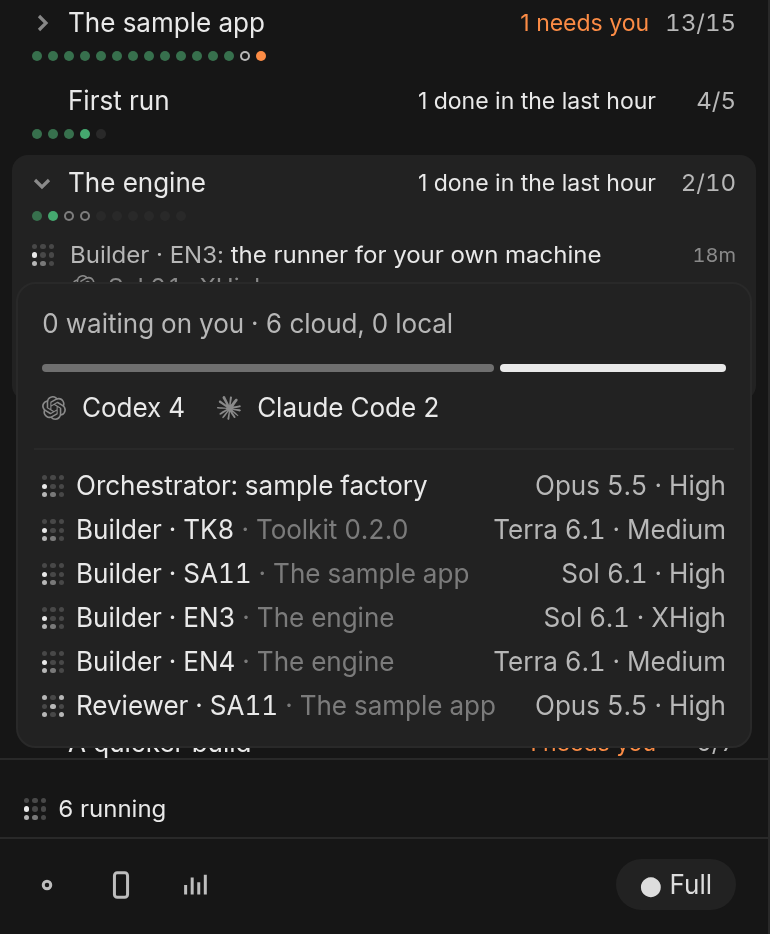 The sample app 1 needs you 13/15
First run 1 done in the last hour 4/5
The engine 1 done in the last hour 2/10
Builder · EN3: the runner for your own machine 18m
0 waiting on you · 6 cloud, 0 local
Codex 4 Claude Code 2
Orchestrator: sample factory Opus 5.5 · High
Builder · TK8 · Toolkit 0.2.0 Terra 6.1 · Medium
Builder · SA11 · The sample app Sol 6.1 · High
Builder · EN3 · The engine Sol 6.1 · XHigh
Builder · EN4 · The engine Terra 6.1 · Medium
Reviewer · SA11 · The sample app Opus 5.5 · High
A quicker build 1 needs you
6 running
Full